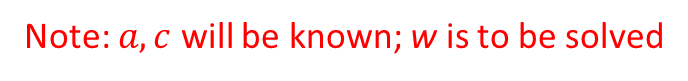 Note: a, c will be known; w is to be solved